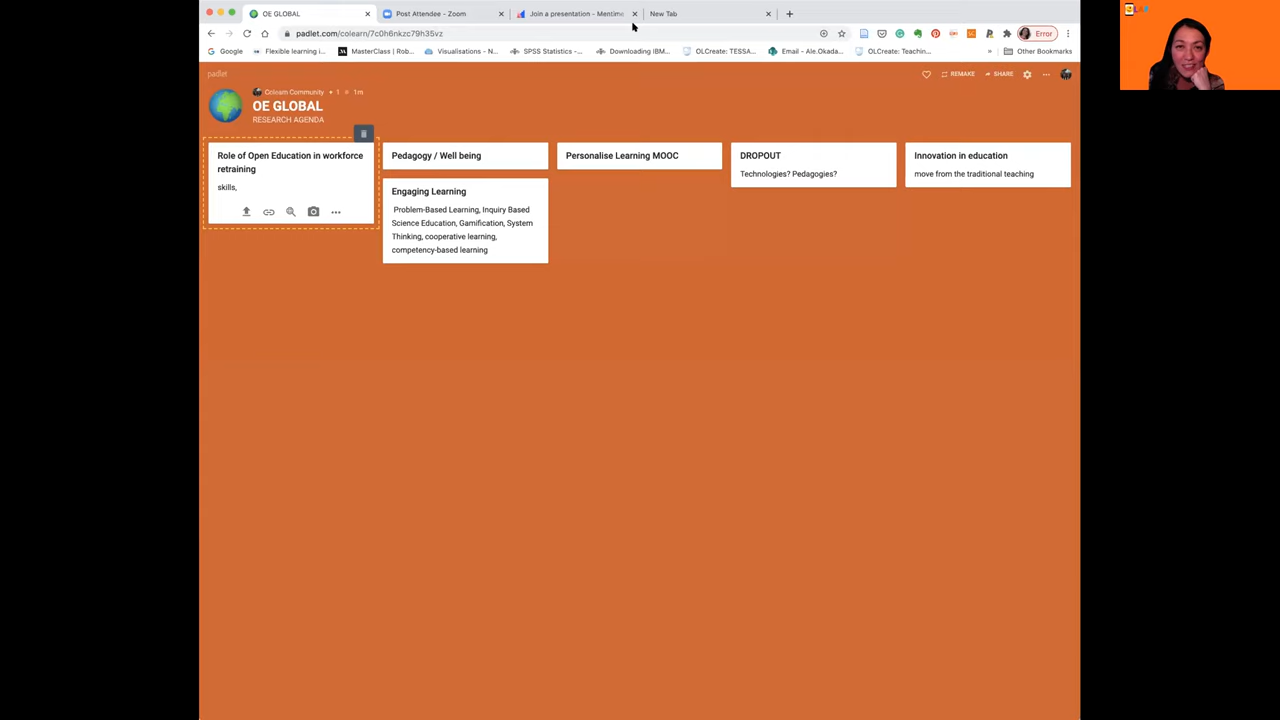 OE GLOBAL
Post Attendee - Zoom
Join a presentation - Mentime
New Tab
padlet.com/colearn/7c0h6nkzc79h35vz
Error
Google
Flexible learning i...
MasterClass | Rob...
Visualisations - N...
SPSS Statistics -...
Downloading IBM...
OLCreate: TESSA...
Email - Ale.Okada...
OLCreate: Teachin...
»
Other Bookmarks
padlet
REMAKE
SHARE
Colearn Community • 1 1m
OE GLOBAL
RESEARCH AGENDA
Role of Open Education in workforce
retraining
skills,
Pedagogy / Well being
Engaging Learning
Problem-Based Learning, Inquiry Based
Science Education, Gamification, System
Thinking, cooperative learning,
competency-based learning
Personalise Learning MOOC
DROPOUT
Technologies? Pedagogies?
Innovation in education
move from the traditional teaching